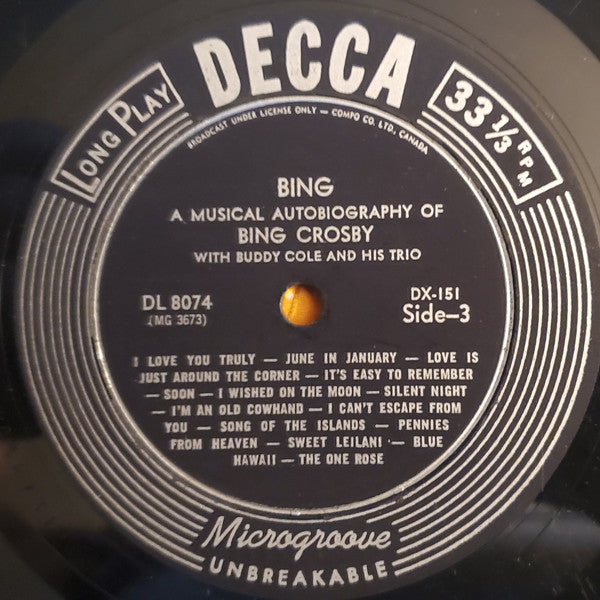 DECCA
LONG PLAY
33 1/3 RPM
BROADCAST UNDER LICENSE ONLY — COMPO CO. LTD., CANADA
BING
A MUSICAL AUTOBIOGRAPHY OF
BING CROSBY
WITH BUDDY COLE AND HIS TRIO
DL 8074
(MG 3673)
DX-151
Side-3
I LOVE YOU TRULY — JUNE IN JANUARY — LOVE IS
JUST AROUND THE CORNER — IT'S EASY TO REMEMBER
— SOON — I WISHED ON THE MOON — SILENT NIGHT
— I'M AN OLD COWHAND — I CAN'T ESCAPE FROM
YOU — SONG OF THE ISLANDS — PENNIES
FROM HEAVEN — SWEET LEILANI — BLUE
HAWAII — THE ONE ROSE
Microgroove
UNBREAKABLE